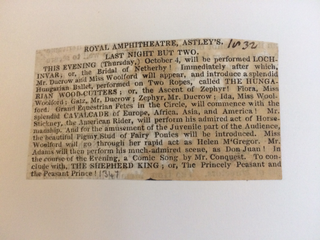 ROYAL AMPHITHEATRE, ASTLEY'S. 1832
LAST NIGHT BUT TWO.
THIS EVENING (Thursday,) October 4, will be performed LOCH-
INVAR, or, the Bridal of Netherby! Immediately after which,
Mr. Ducrow and Miss Woolford will appear, and introduce a splendid
Hungarian Ballet, performed on Two Ropes, called THE HUNGA-
RIAN WOOD-CUTTERS; or, the Ascent of Zephyr! Flora, Miss
Woolford; Gatz, Mr. Ducrow; Zephyr, Mr. Ducrow; Ida, Miss Wool-
ford. Grand Equestrian Fetes in the Circle, will commence with the
splendid CAVALCADE of Europe, Africa, Asia, and America! Mr.
Stickney, the American Rider, will perform his admired act of Horse-
manship. And for the amusement of the Juvenile part of the Audience,
the beautiful Pigmy Stud of Fairy Ponies will be introduced. Miss
Woolford will go through her rapid act as Helen M'Gregor. Mr.
Adams will then perform his much-admired scene, as Don Juan! In
the course of the Evening, a Comic Song by Mr. Conquest. To con-
clude with, THE SHEPHERD KING; or, The Princely Peasant and
the Peasant Prince!